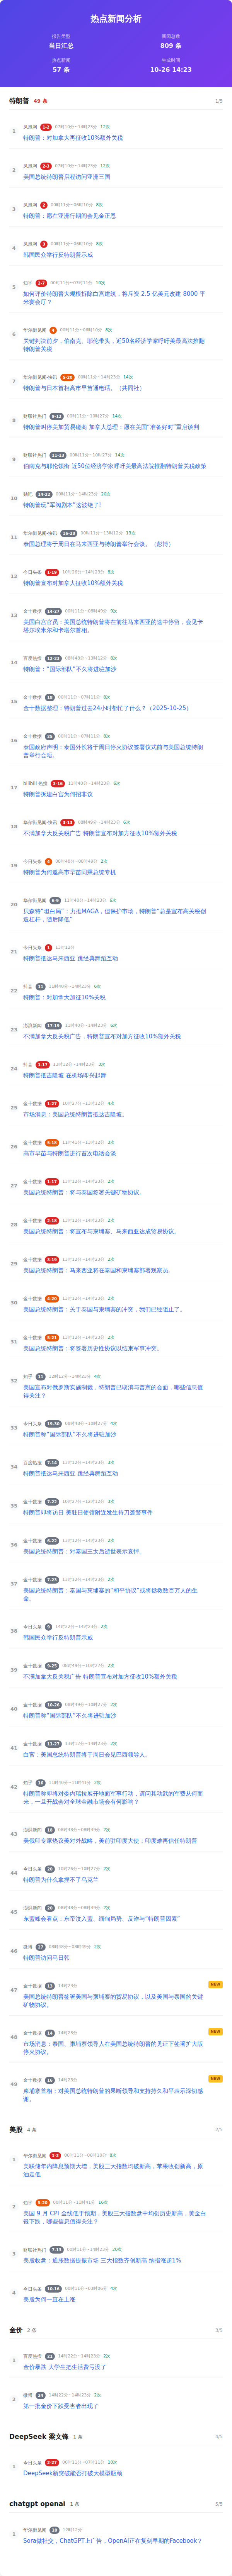 热点新闻分析
报告类型
当日汇总
新闻总数
809 条
热点新闻
57 条
生成时间
10-26 14:23
特朗普 49 条 1/5
1 凤凰网 1-3 07时10分~14时23分 12次
特朗普：对加拿大再征收10%额外关税
2 凤凰网 2-3 07时10分~14时23分 12次
美国总统特朗普启程访问亚洲三国
3 凤凰网 2 00时11分~06时10分 8次
特朗普：愿在亚洲行期间会见金正恩
4 凤凰网 3 00时11分~06时10分 8次
韩国民众举行反特朗普示威
5 知乎 2-7 00时11分~07时11分 10次
如何评价特朗普大规模拆除白宫建筑，将斥资 2.5 亿美元改建 8000 平
米宴会厅？
6 华尔街见闻 4 00时11分~06时10分 8次
关键判决前夕，伯南克、耶伦带头，近50名经济学家呼吁美最高法推翻
特朗普关税
7 华尔街见闻-快讯 5-20 00时11分~14时23分 14次
特朗普与日本首相高市早苗通电话。（共同社）
8 财联社热门 9-12 00时11分~10时27分 14次
特朗普叫停美加贸易磋商 加拿大总理：愿在美国“准备好时”重启谈判
9 财联社热门 11-13 00时11分~10时27分 14次
伯南克与耶伦领衔 近50位经济学家呼吁美最高法院推翻特朗普关税政策
10 贴吧 14-22 00时11分~14时23分 20次
特朗普玩“军阀剧本”这波绝了!
11 华尔街见闻-快讯 16-28 00时11分~13时12分 13次
泰国总理将于周日在马来西亚与特朗普举行会谈。（彭博）
12 今日头条 1-19 10时26分~14时23分 8次
特朗普宣布对加拿大征收10%额外关税
13 金十数据 14-27 00时11分~08时49分 9次
美国白宫官员：美国总统特朗普将在前往马来西亚的途中停留，会见卡
塔尔埃米尔和卡塔尔首相。
14 百度热搜 12-23 08时48分~13时12分 8次
特朗普：“国际部队”不久将进驻加沙
15 金十数据 19 00时11分~07时11分 8次
金十数据整理：特朗普过去24小时都忙了什么？（2025-10-25）
16 金十数据 25 00时11分~07时11分 8次
泰国政府声明：泰国外长将于周日停火协议签署仪式前与美国总统特朗
普举行会晤。
17 bilibili 热搜 3-16 11时40分~14时23分 6次
特朗普拆建白宫为何招非议
18 华尔街见闻-快讯 3-13 08时49分~14时23分 6次
不满加拿大反关税广告 特朗普宣布对加方征收10%额外关税
19 今日头条 4 08时48分~08时49分 2次
特朗普为何邀高市早苗同乘总统专机
20 华尔街见闻 6-9 11时40分~14时23分 6次
贝森特“坦白局”：力推MAGA，但保护市场，特朗普“总是宣布高关税创
造杠杆，随后降低”
21 今日头条 1 13时12分
特朗普抵达马来西亚 跳经典舞蹈互动
22 抖音 12 11时40分~14时23分 6次
特朗普：对加拿大加征10%关税
23 澎湃新闻 17-19 11时40分~14时23分 6次
不满加拿大反关税广告，特朗普宣布对加方征收10%额外关税
24 抖音 1-17 13时12分~14时23分 3次
特朗普抵吉隆坡 在机场即兴起舞
25 金十数据 1-27 10时27分~13时12分 4次
市场消息：美国总统特朗普抵达吉隆坡。
26 金十数据 5-18 11时41分~13时12分 3次
高市早苗与特朗普进行首次电话会谈
27 金十数据 1-17 13时12分~14时23分 2次
美国总统特朗普：将与泰国签署关键矿物协议。
28 金十数据 2-18 13时12分~14时23分 2次
美国总统特朗普：将宣布与柬埔寨、马来西亚达成贸易协议。
29 金十数据 3-19 13时12分~14时23分 2次
美国总统特朗普：马来西亚将在泰国和柬埔寨部署观察员。
30 金十数据 4-20 13时12分~14时23分 2次
美国总统特朗普：关于泰国与柬埔寨的冲突，我们已经阻止了。
31 金十数据 5-21 13时12分~14时23分 2次
美国总统特朗普：将签署历史性协议以结束军事冲突。
32 知乎 12 12时12分~14时23分 4次
美国宣布对俄罗斯实施制裁，特朗普已取消与普京的会面，哪些信息值
得关注？
33 今日头条 19-30 08时48分~10时27分 4次
特朗普称“国际部队”不久将进驻加沙
34 百度热搜 7-14 13时12分~14时23分 3次
特朗普抵达马来西亚 跳经典舞蹈互动
35 金十数据 7-22 10时27分~12时12分 3次
特朗普即将访日 美驻日使馆附近发生持刀袭警事件
36 金十数据 6-22 13时12分~14时23分 2次
美国总统特朗普：对泰国王太后逝世表示哀悼。
37 金十数据 7-23 13时12分~14时23分 2次
美国总统特朗普：泰国与柬埔寨的“和平协议”或将拯救数百万人的生
命。
38 今日头条 9 14时23分~14时23分 2次
韩国民众举行反特朗普示威
39 金十数据 9-25 08时49分~10时27分 2次
不满加拿大反关税广告 特朗普宣布对加方征收10%额外关税
40 金十数据 10-26 08时49分~10时27分 2次
特朗普称“国际部队”不久将进驻加沙
41 金十数据 11-27 13时12分~14时23分 2次
白宫：美国总统特朗普将于周日会见巴西领导人。
42 知乎 16 11时40分~11时41分 2次
特朗普称即将对委内瑞拉展开地面军事行动，请问其动武的军费从何而
来，一旦开战会对全球金融市场会有何影响？
43 澎湃新闻 18 08时48分~08时49分 2次
美俄印专家热议美对外战略，美前驻印度大使：印度难再信任特朗普
44 今日头条 20 10时26分~10时27分 2次
特朗普为什么拿捏不了乌克兰
45 澎湃新闻 20 08时48分~08时49分 2次
东盟峰会看点：东帝汶入盟、缅甸局势、反诈与“特朗普因素”
46 微博 27 08时48分~08时49分 2次
特朗普访问马日韩
47 金十数据 13 14时23分 NEW
美国总统特朗普签署美国与柬埔寨的贸易协议，以及美国与泰国的关键
矿物协议。
48 金十数据 14 14时23分 NEW
市场消息：泰国、柬埔寨领导人在美国总统特朗普的见证下签署扩大版
停火协议。
49 金十数据 16 14时23分 NEW
柬埔寨首相：对美国总统特朗普的果断领导和支持持久和平表示深切感
谢。
美股 4 条 2/5
1 华尔街见闻 1-3 00时11分~06时10分 8次
美联储年内降息预期大增，美股三大指数均破新高，苹果收创新高，原
油走低
2 知乎 5-20 00时11分~11时41分 16次
美国 9 月 CPI 全线低于预期，美股三大指数盘中均创历史新高，黄金白
银下跌，哪些信息值得关注？
3 财联社热门 7-13 00时11分~14时23分 20次
美股收盘：通胀数据提振市场 三大指数齐创新高 纳指涨超1%
4 今日头条 10-16 00时11分~03时06分 4次
美股为何一直在上涨
金价 2 条 3/5
1 百度热搜 21 14时12分~14时23分 2次
金价暴跌 大学生把生活费亏没了
2 微博 28 14时23分~14时23分 2次
第一批金价下跌受害者出现了
DeepSeek 梁文锋 1 条 4/5
1 今日头条 2-27 00时11分~07时11分 10次
DeepSeek新突破能否打破大模型瓶颈
chatgpt openai 1 条 5/5
1 华尔街见闻 10 12时12分
Sora做社交，ChatGPT上广告，OpenAI正在复刻早期的Facebook？